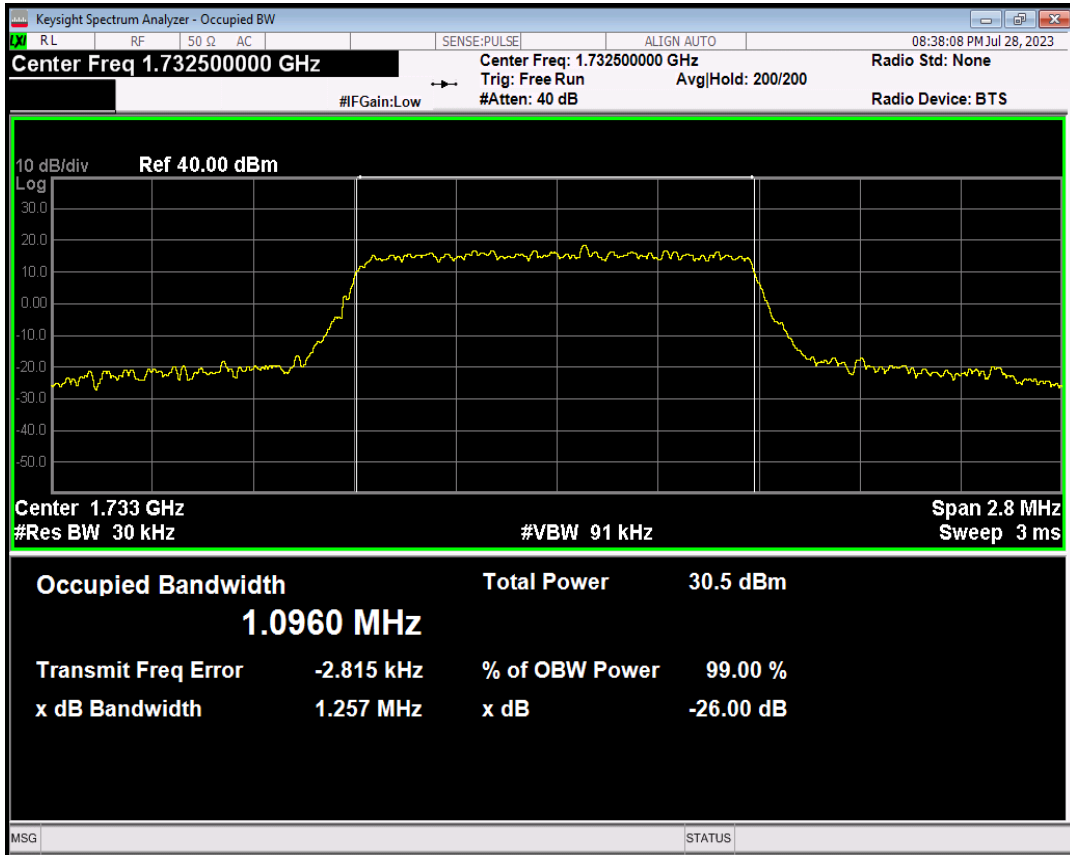 Keysight Spectrum Analyzer - Occupied BW
LXI RL RF 50 Ω AC SENSE:PULSE ALIGN AUTO 08:38:08 PM Jul 28, 2023
Center Freq 1.732500000 GHz Center Freq: 1.732500000 GHz Radio Std: None
Trig: Free Run Avg|Hold: 200/200
#IFGain:Low #Atten: 40 dB Radio Device: BTS
10 dB/div Ref 40.00 dBm
Log
30.0
20.0
10.0
0.00
-10.0
-20.0
-30.0
-40.0
-50.0
Center 1.733 GHz Span 2.8 MHz
#Res BW 30 kHz #VBW 91 kHz Sweep 3 ms
Occupied Bandwidth Total Power 30.5 dBm
1.0960 MHz
Transmit Freq Error -2.815 kHz % of OBW Power 99.00 %
x dB Bandwidth 1.257 MHz x dB -26.00 dB
MSG STATUS